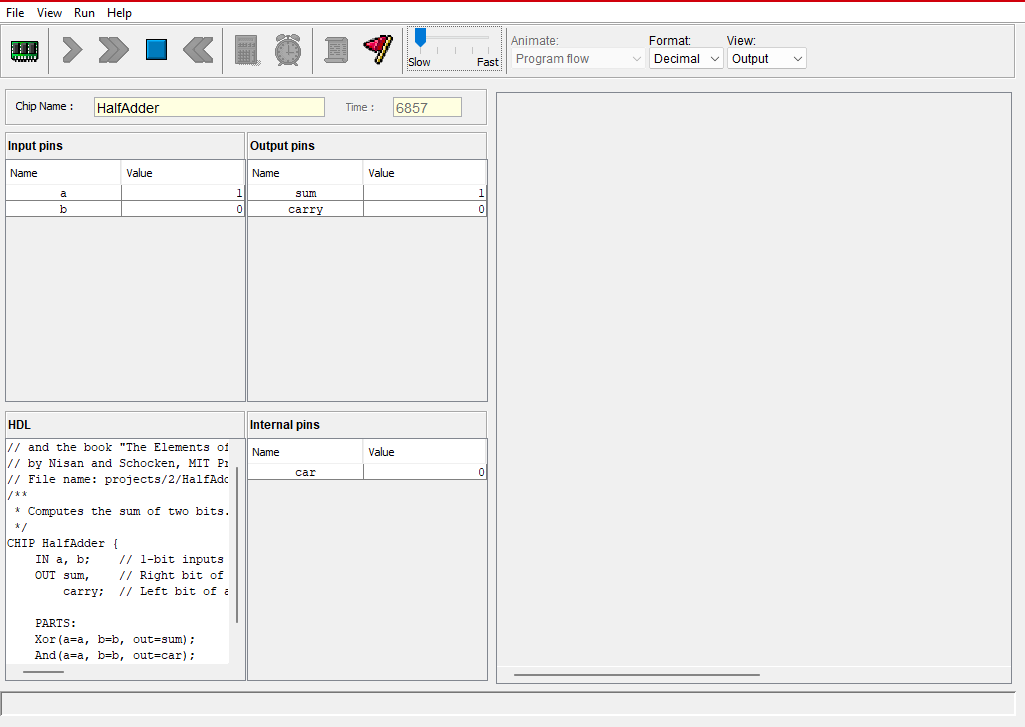 File View Run Help
Slow Fast
Animate: Format: View:
Program flow Decimal Output
Chip Name : HalfAdder Time : 6857
Input pins
Name Value
a 1
b 0
Output pins
Name Value
sum 1
carry 0
HDL
// and the book "The Elements of
// by Nisan and Schocken, MIT Pr
// File name: projects/2/HalfAdd
/**
* Computes the sum of two bits.
*/
CHIP HalfAdder {
IN a, b; // 1-bit inputs
OUT sum, // Right bit of
carry; // Left bit of a
PARTS:
Xor(a=a, b=b, out=sum);
And(a=a, b=b, out=car);
Internal pins
Name Value
car 0